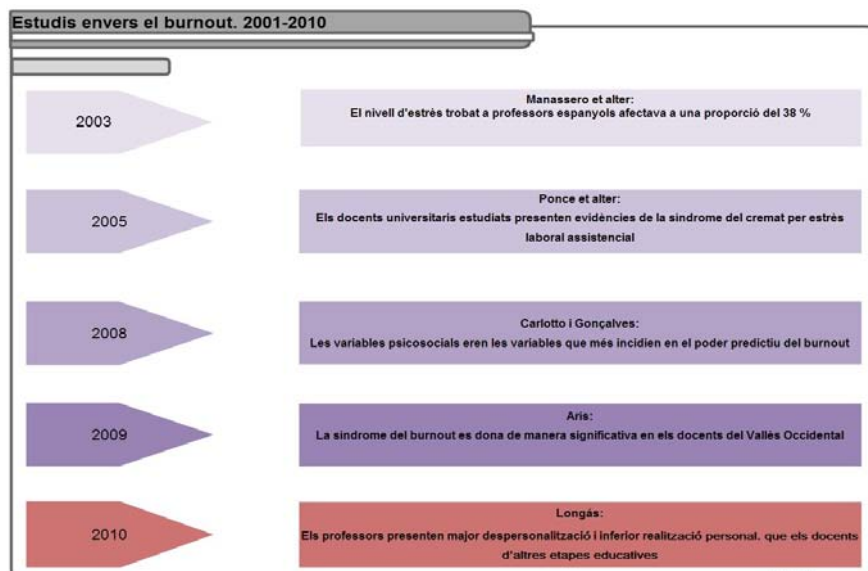 Estudis envers el burnout. 2001-2010
2003
Manassero et alter:
El nivell d'estrès trobat a professors espanyols afectava a una proporció del 38 %
2005
Ponce et alter:
Els docents universitaris estudiats presenten evidències de la síndrome del cremat per estrès
laboral assistencial
2008
Carlotto i Gonçalves:
Les variables psicosocials eren les variables que més incidien en el poder predictiu del burnout
2009
Aris:
La síndrome del burnout es dona de manera significativa en els docents del Vallès Occidental
2010
Longás:
Els professors presenten major despersonalització i inferior realització personal. que els docents
d'altres etapes educatives